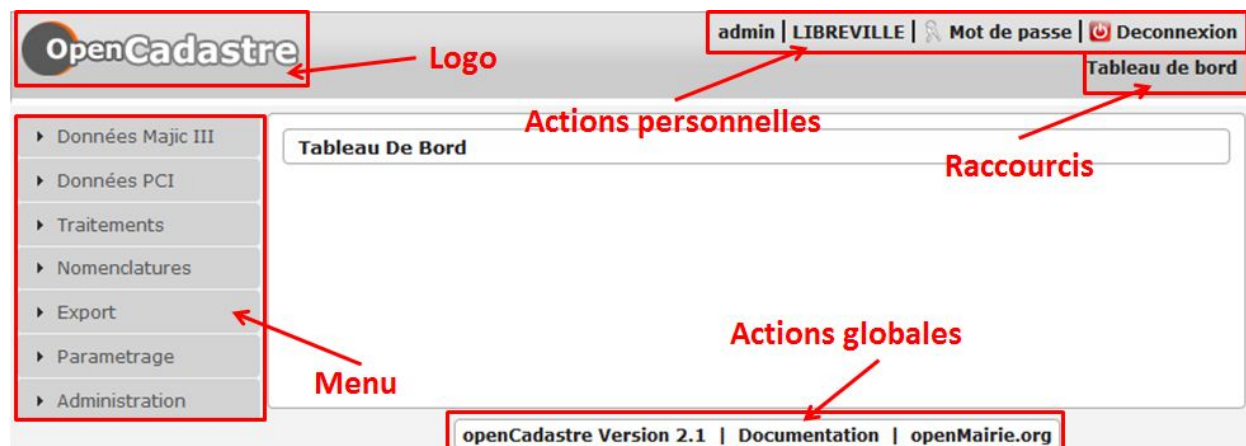 OpenCadastre
admin | LIBREVILLE | Mot de passe | Deconnexion
Tableau de bord
Logo
Actions personnelles
Raccourcis
Données Majic III
Données PCI
Traitements
Nomenclatures
Export
Parametrage
Administration
Tableau De Bord
Menu
Actions globales
openCadastre Version 2.1 | Documentation | openMairie.org